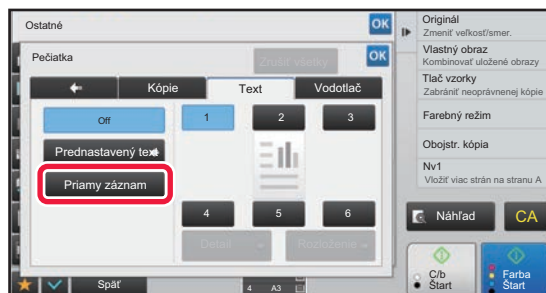 Ostatné
OK
Pečiatka
Zrušiť všetky
OK
Kópie
Text
Vodotlač
Off
Prednastavený text
Priamy záznam
1
2
3
4
5
6
Detail
Rozloženie
Späť
4
A3
Originál
Zmeniť veľkosť/smer.
Vlastný obraz
Kombinovať uložené obrazy
Tlač vzorky
Zabrániť neoprávnenej kópie
Farebný režim
Obojstr. kópia
Nv1
Vložiť viac strán na stranu A
Náhľad
CA
C/b
Štart
Farba
Štart